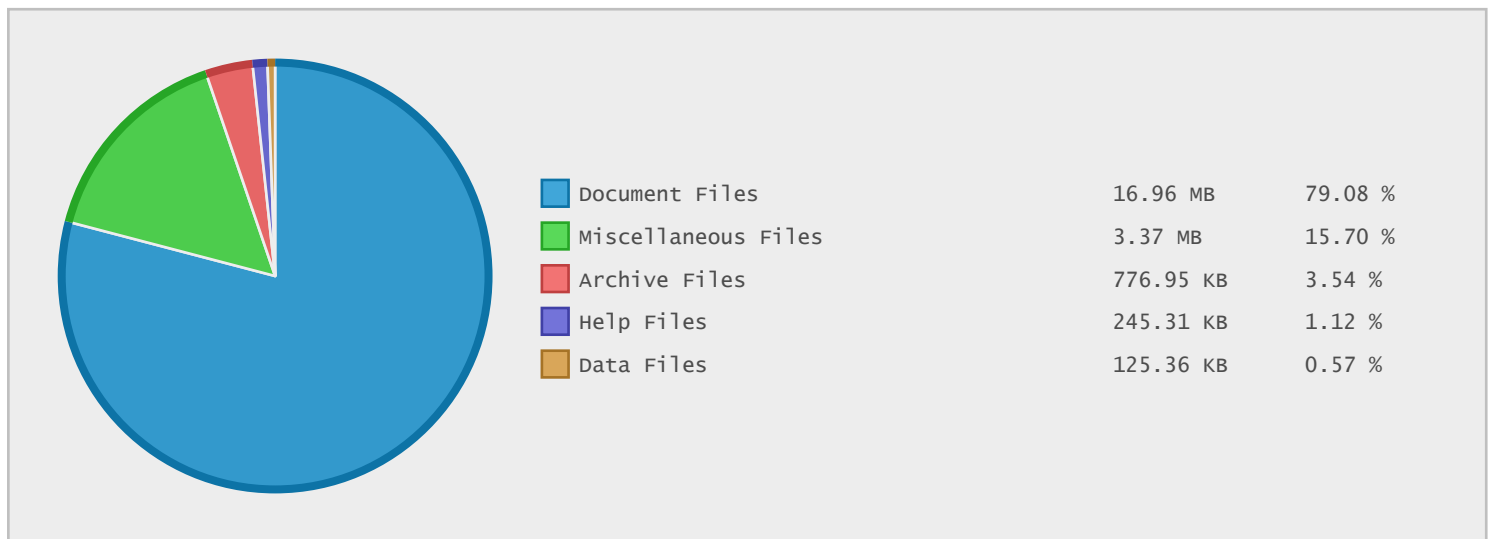 Document Files 16.96 MB 79.08 %
Miscellaneous Files 3.37 MB 15.70 %
Archive Files 776.95 KB 3.54 %
Help Files 245.31 KB 1.12 %
Data Files 125.36 KB 0.57 %